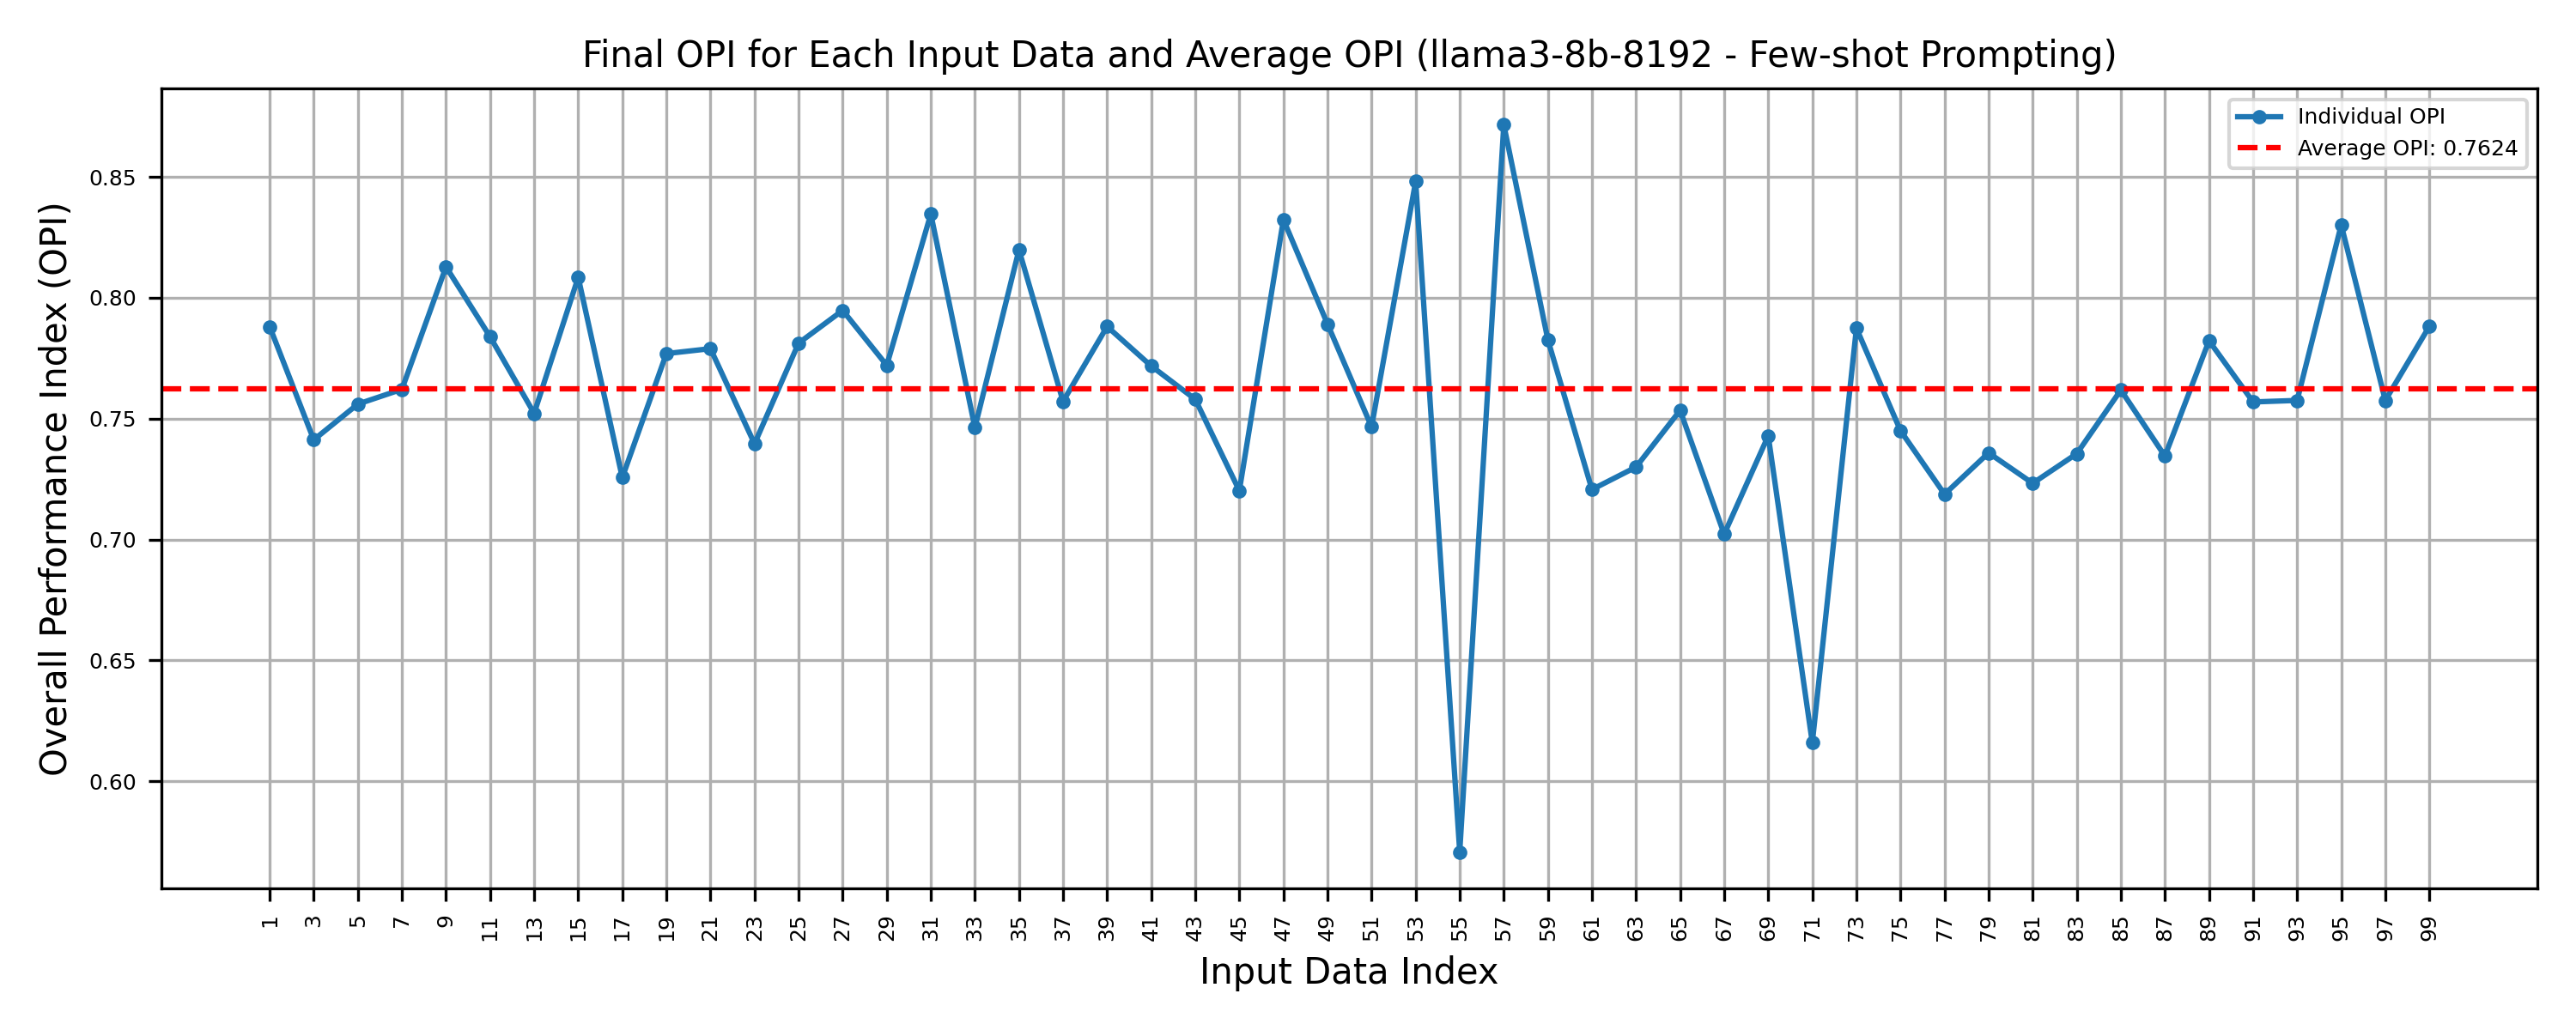 Final OPI for Each Input Data and Average OPI (llama3-8b-8192 - Few-shot Prompting)
Individual OPI
Average OPI: 0.7624
Overall Performance Index (OPI)
0.85
0.80
0.75
0.70
0.65
0.60
1 3 5 7 9 11 13 15 17 19 21 23 25 27 29 31 33 35 37 39 41 43 45 47 49 51 53 55 57 59 61 63 65 67 69 71 73 75 77 79 81 83 85 87 89 91 93 95 97 99
Input Data Index